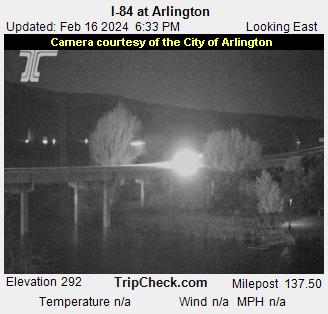 I-84 at Arlington
Updated: Feb 16 2024 6:33 PM Looking East
Camera courtesy of the City of Arlington
Elevation 292 TripCheck.com Milepost 137.50
Temperature n/a Wind n/a MPH n/a